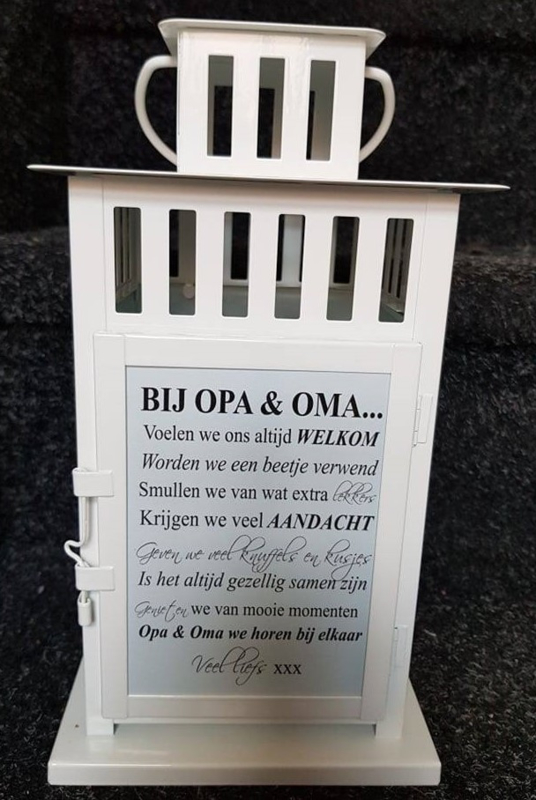 BIJ OPA & OMA...
Voelen we ons altijd WELKOM
Worden we een beetje verwend
Smullen we van wat extra lekkers
Krijgen we veel AANDACHT
Geven we veel knuffels en kusjes
Is het altijd gezellig samen zijn
Genieten we van mooie momenten
Opa & Oma we horen bij elkaar
Veel liefs xxx